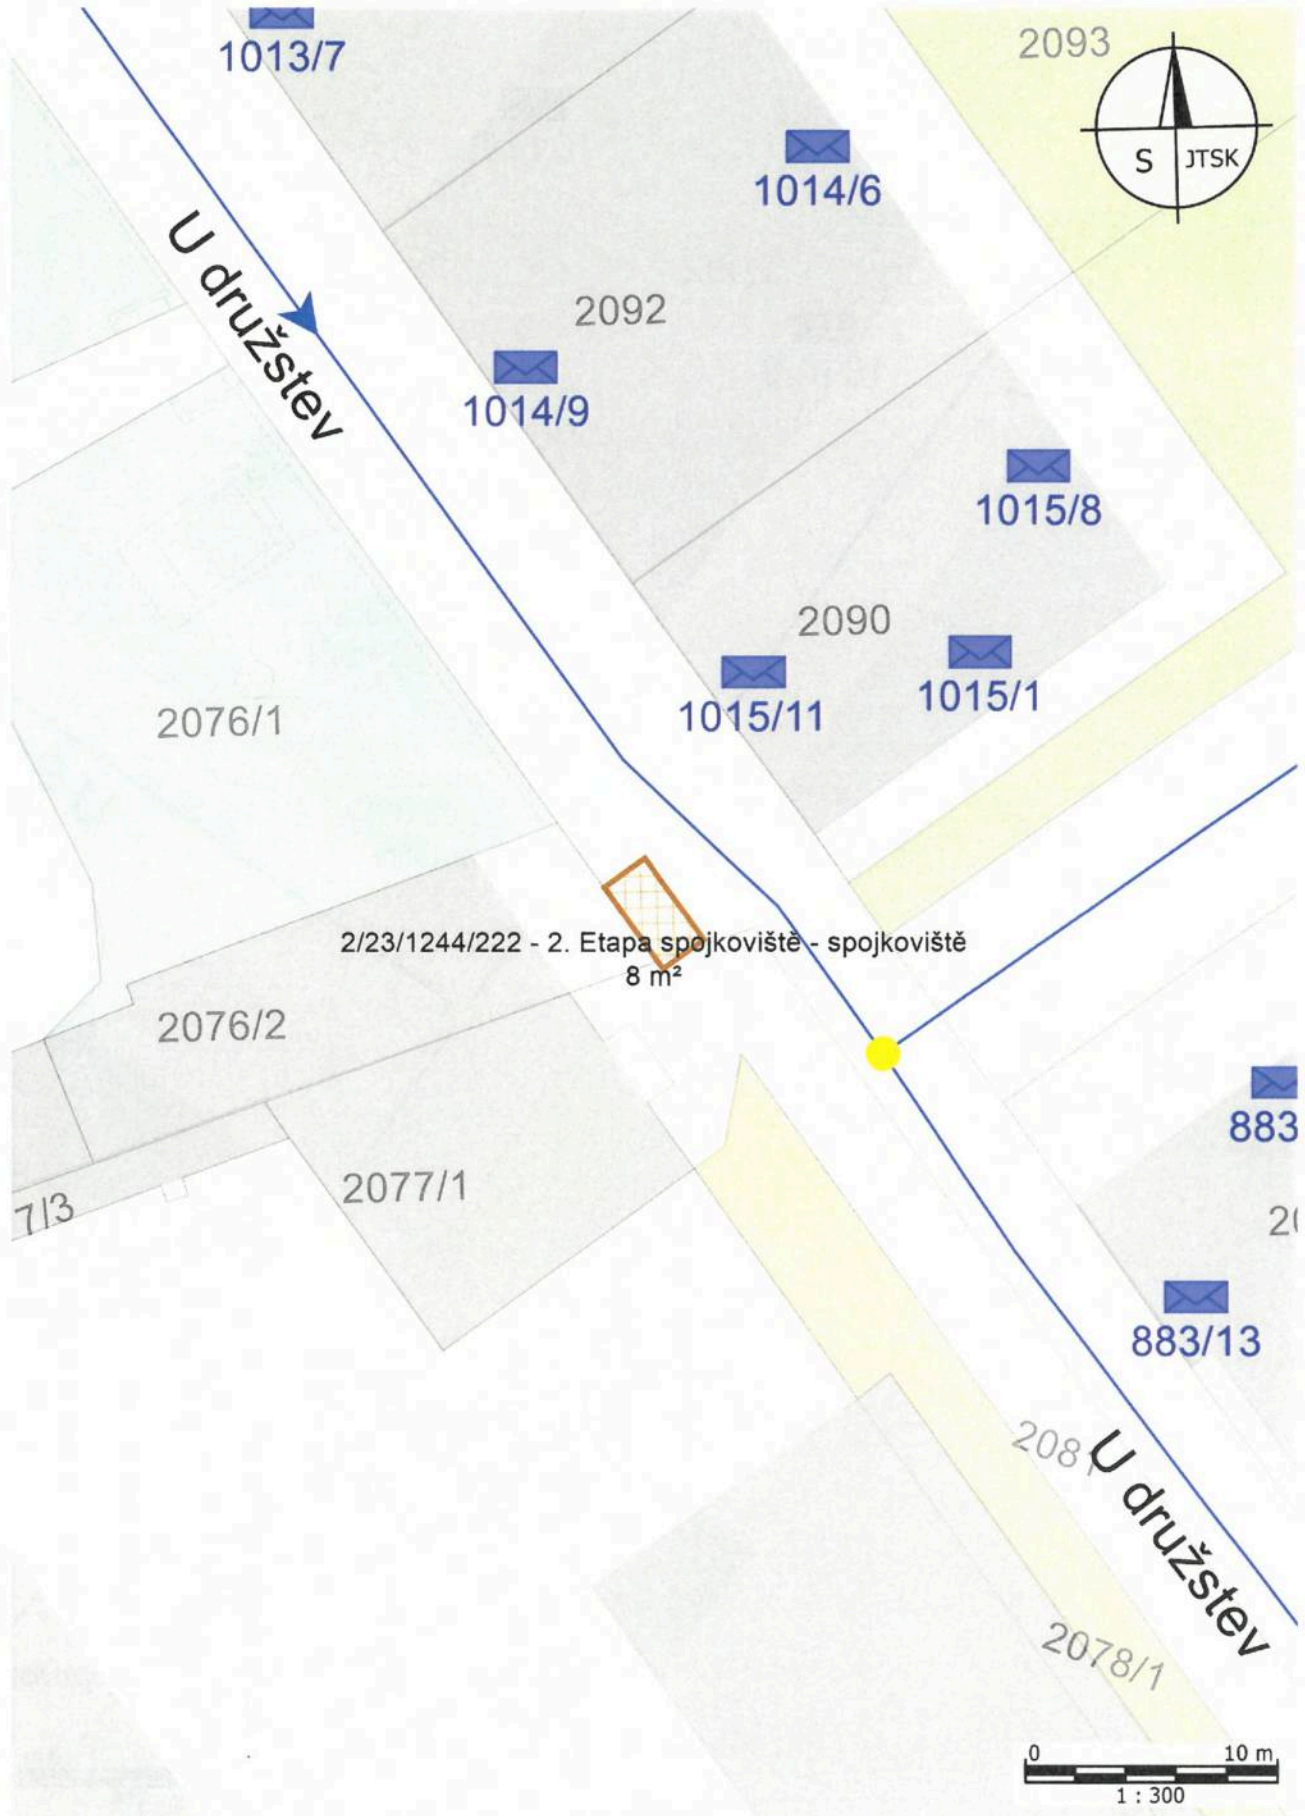 1013/7
2093
S JTSK
1014/6
U družstev
2092
1014/9
1015/8
2090
1015/11
1015/1
2076/1
2/23/1244/222 - 2. Etapa spojkoviště - spojkoviště
8 m²
2076/2
883
2077/1
7/3
883/13
U družstev
2078/1
0 10 m
1 : 300